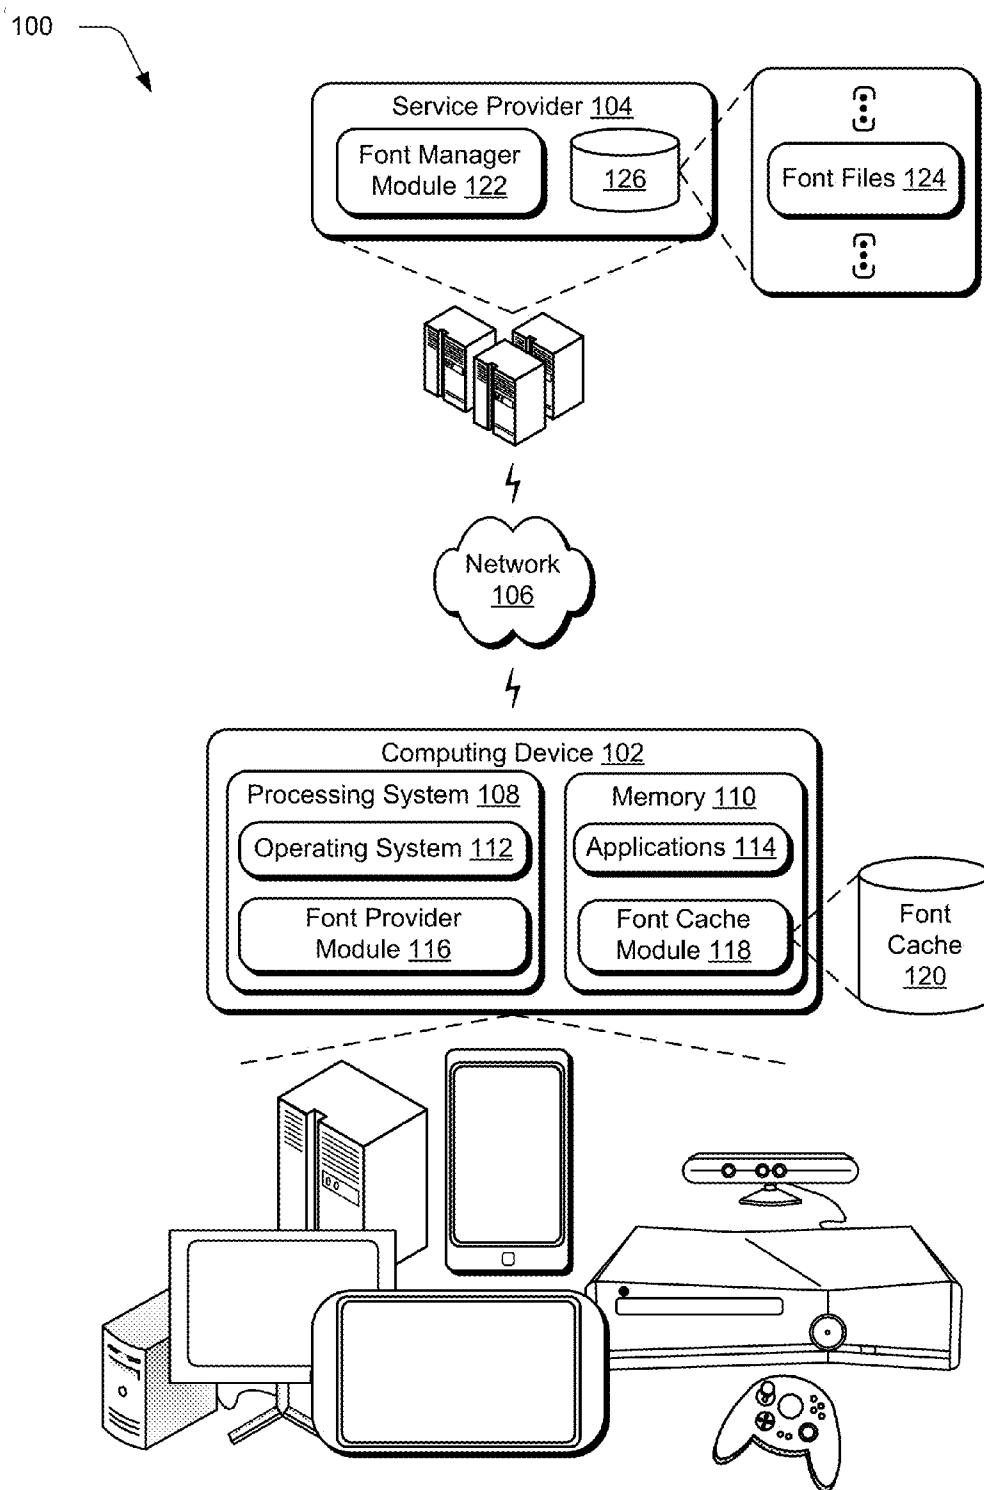 100
Service Provider 104
Font Manager
Module 122
126
Font Files 124
Network
106
Computing Device 102
Processing System 108
Operating System 112
Font Provider
Module 116
Memory 110
Applications 114
Font Cache
Module 118
Font
Cache
120